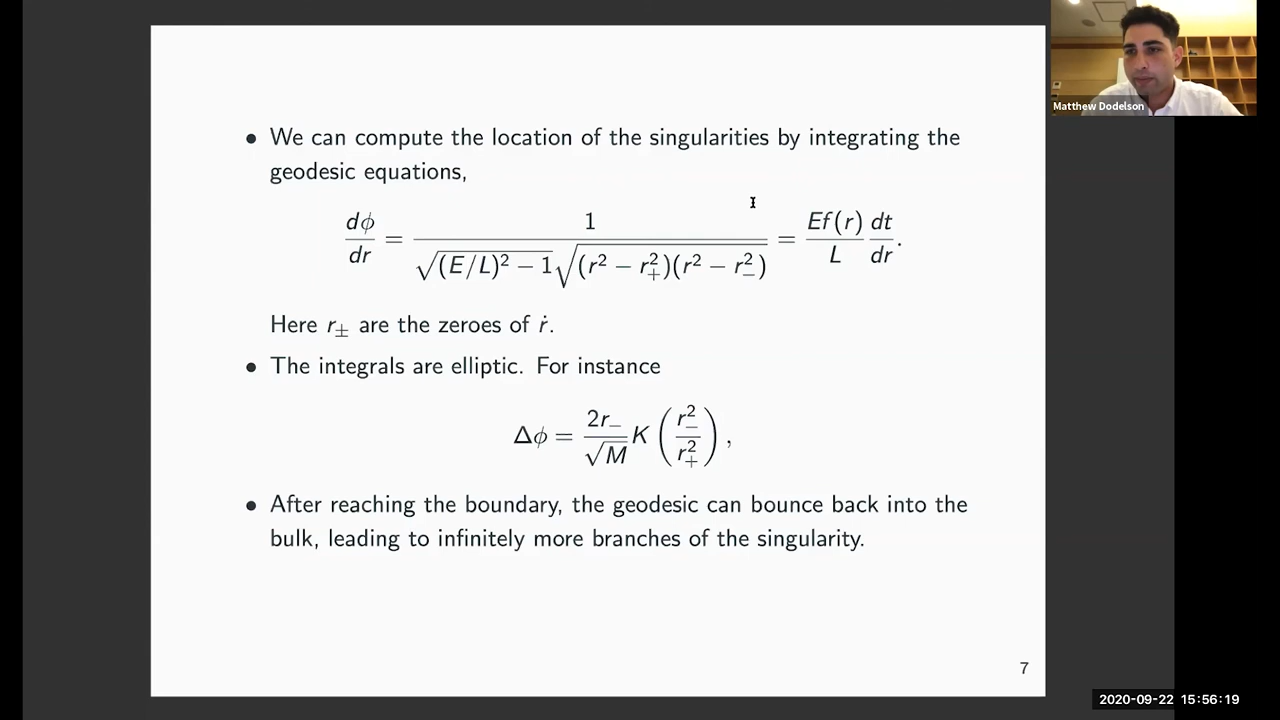 • We can compute the location of the singularities by integrating the
geodesic equations,
dφ/dr = 1/(√((E/L)² − 1)√((r² − r₊²)(r² − r₋²))) = (Ef(r)/L) (dt/dr).
Here r± are the zeroes of ṙ.
• The integrals are elliptic. For instance
Δφ = (2r₋/√M) K(r₋²/r₊²),
• After reaching the boundary, the geodesic can bounce back into the
bulk, leading to infinitely more branches of the singularity.
7
Matthew Dodelson
2020-09-22 15:56:19